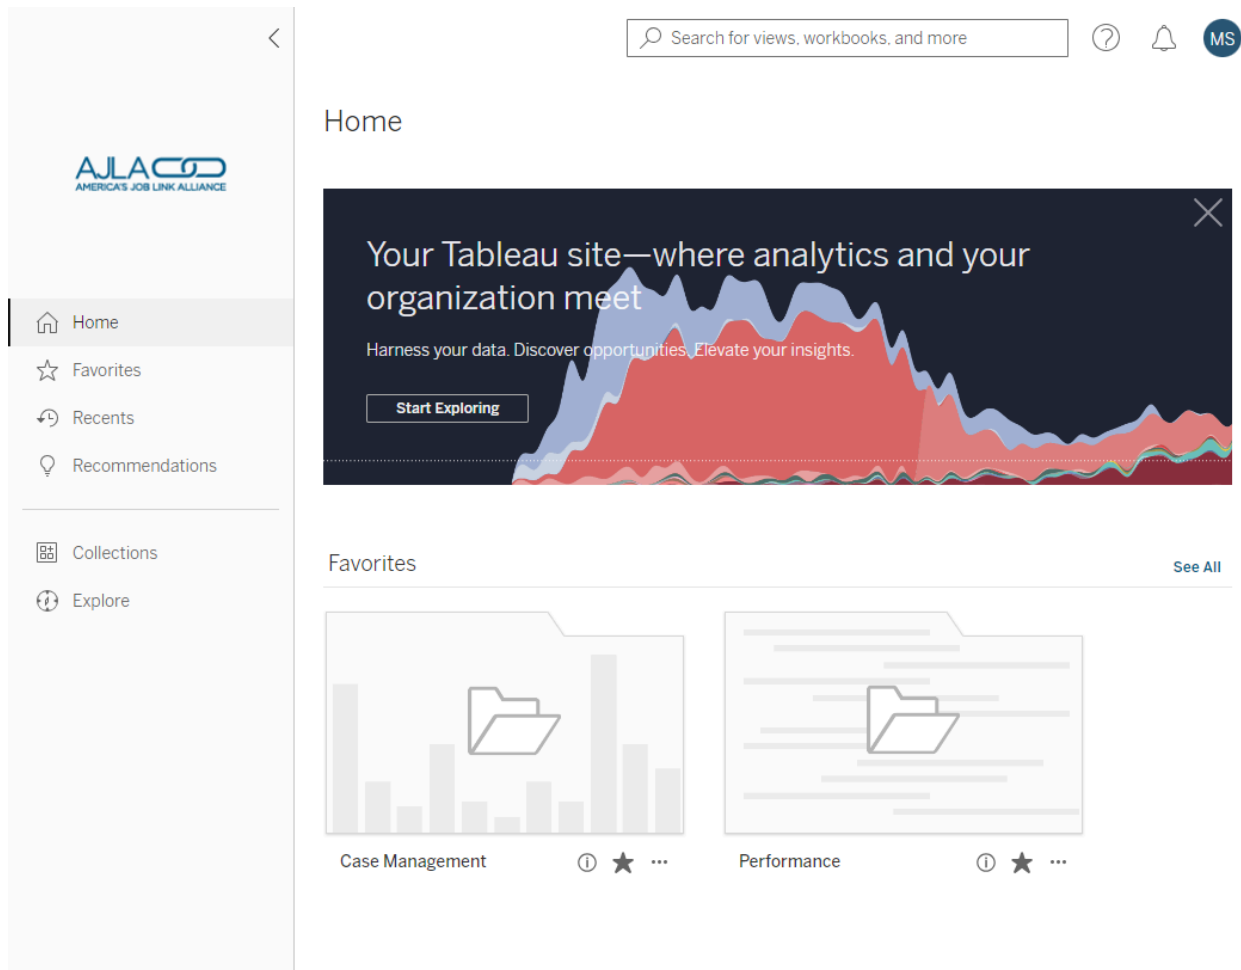 Search for views, workbooks, and more
MS
AJLA
AMERICA'S JOB LINK ALLIANCE
Home
Favorites
Recents
Recommendations
Collections
Explore
Home
Your Tableau site—where analytics and your
organization meet
Harness your data. Discover opportunities. Elevate your insights.
Start Exploring
Favorites
See All
Case Management
Performance